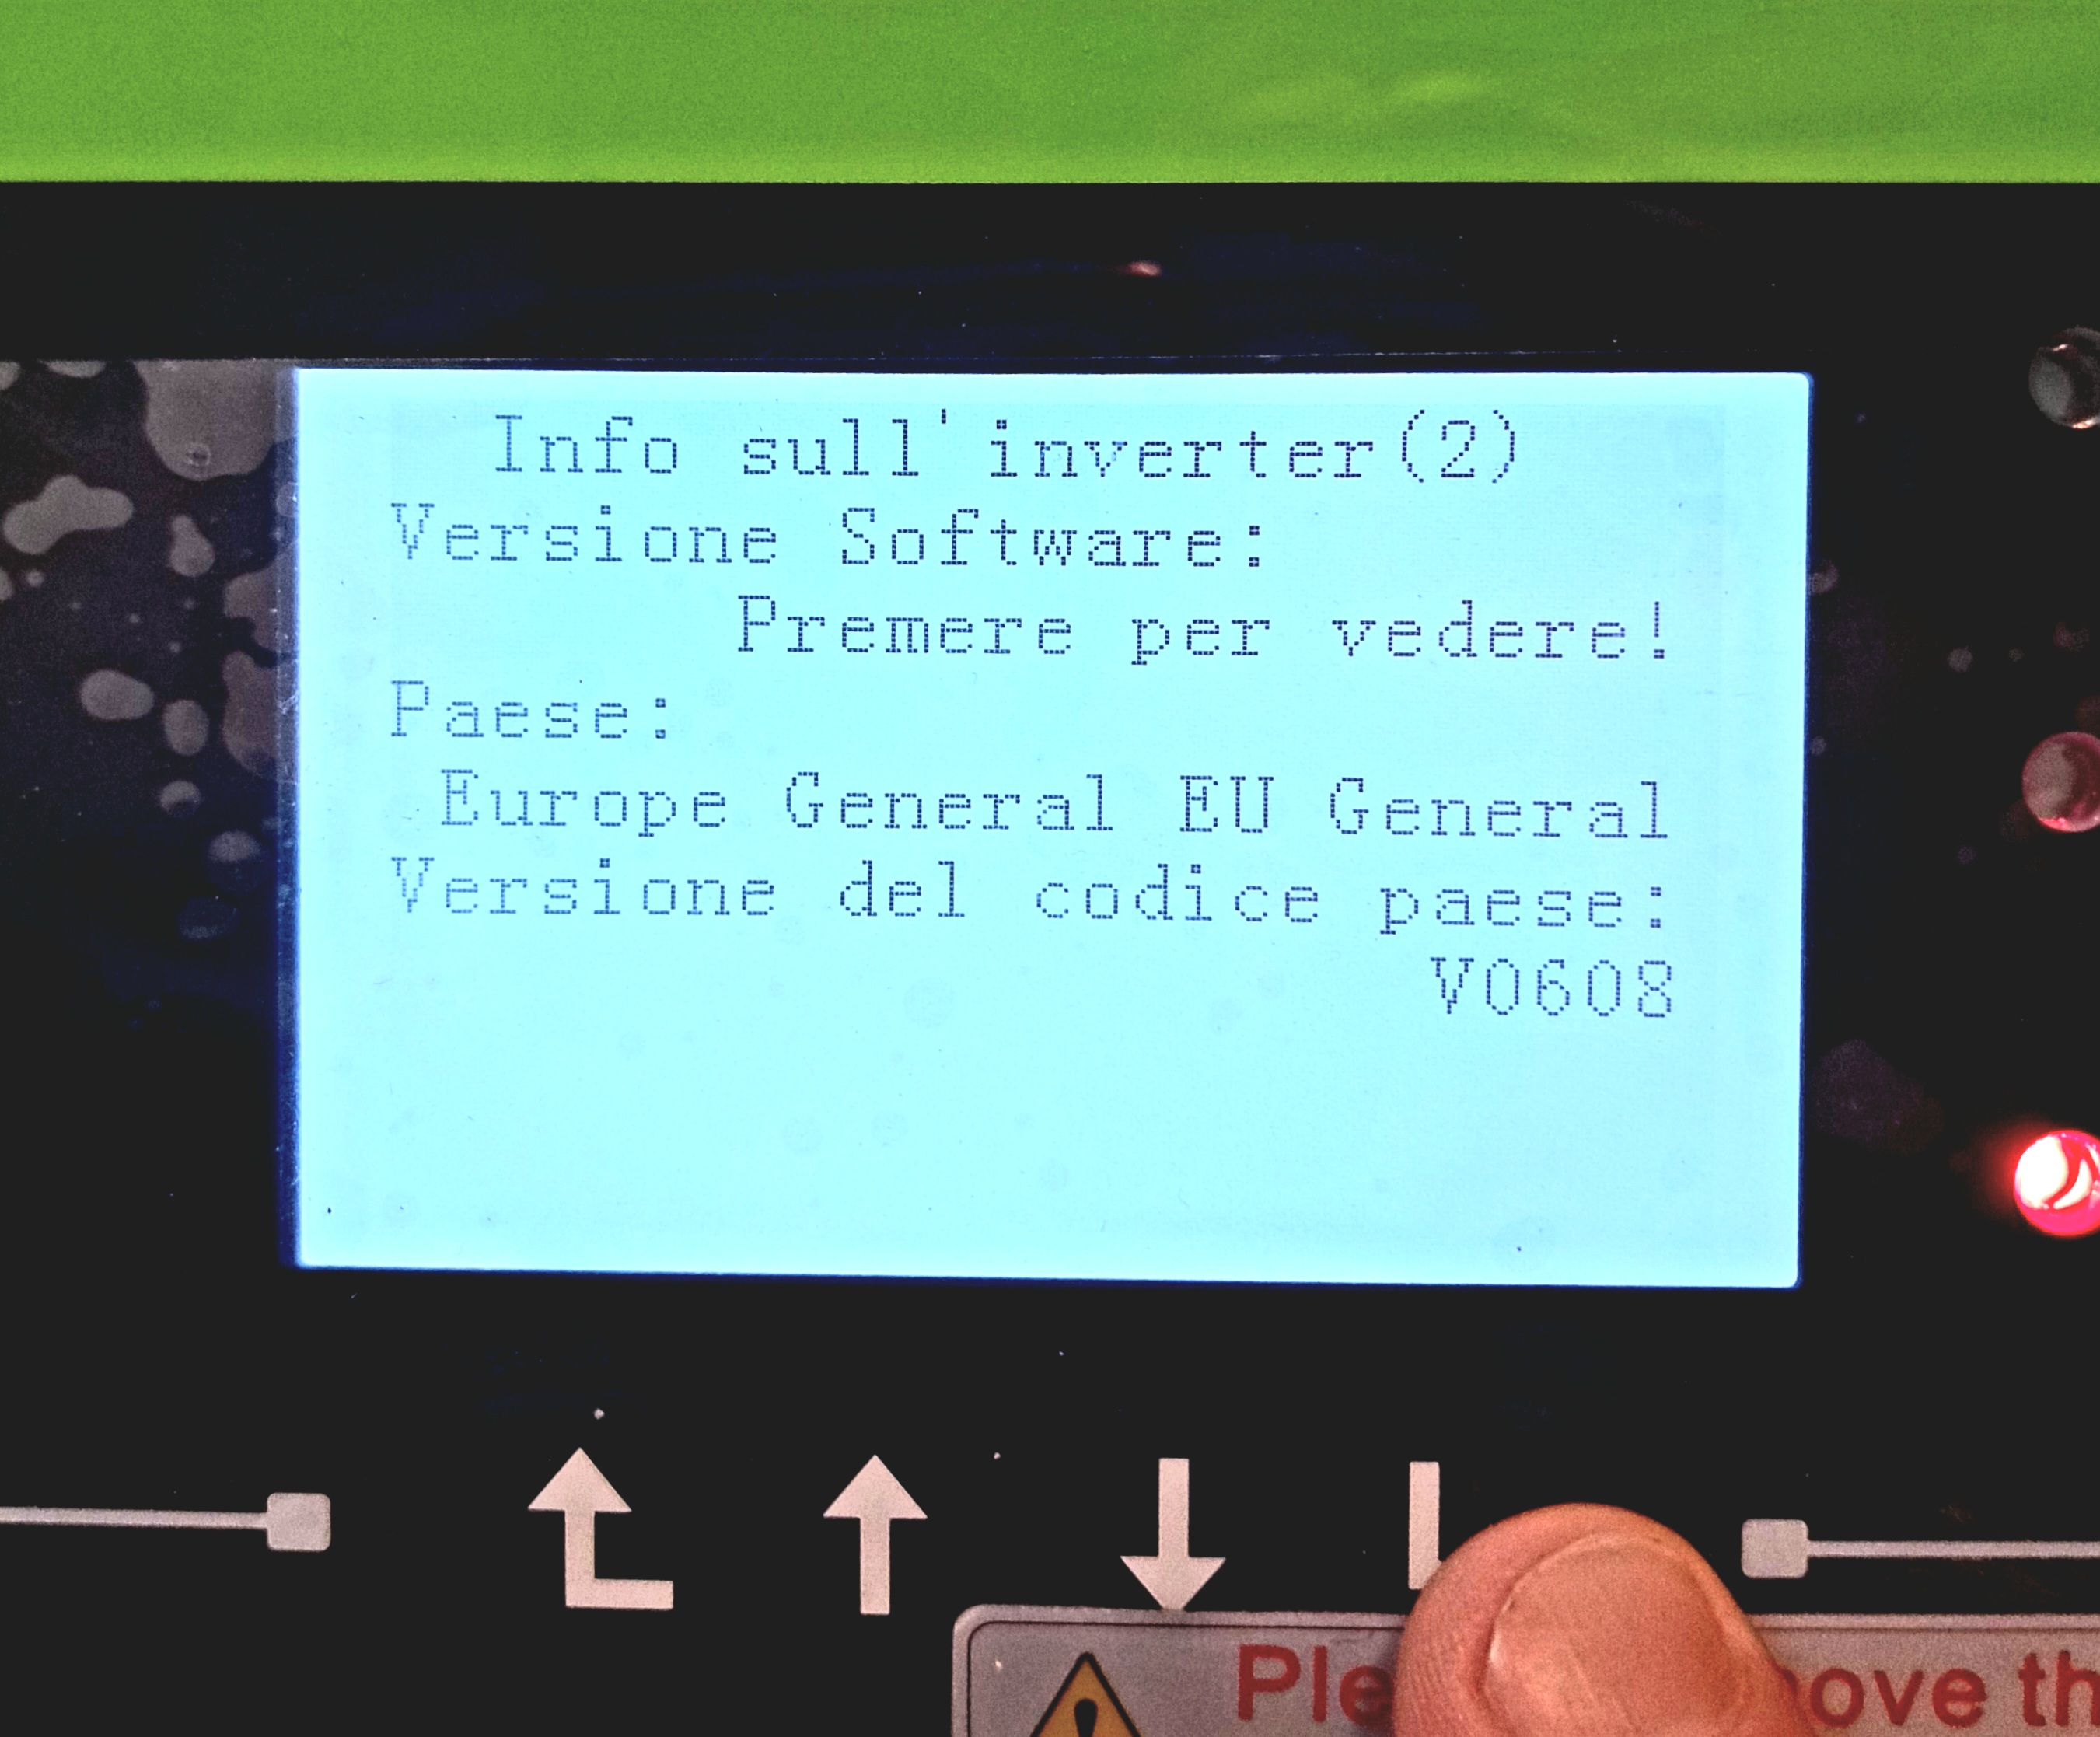 Info sull'inverter(2)
Versione Software:
Premere per vedere!
Paese:
Europe General EU General
Versione del codice paese:
V0608